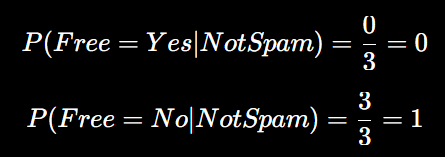 P(Free = Yes|NotSpam) = 0/3 = 0
P(Free = No|NotSpam) = 3/3 = 1